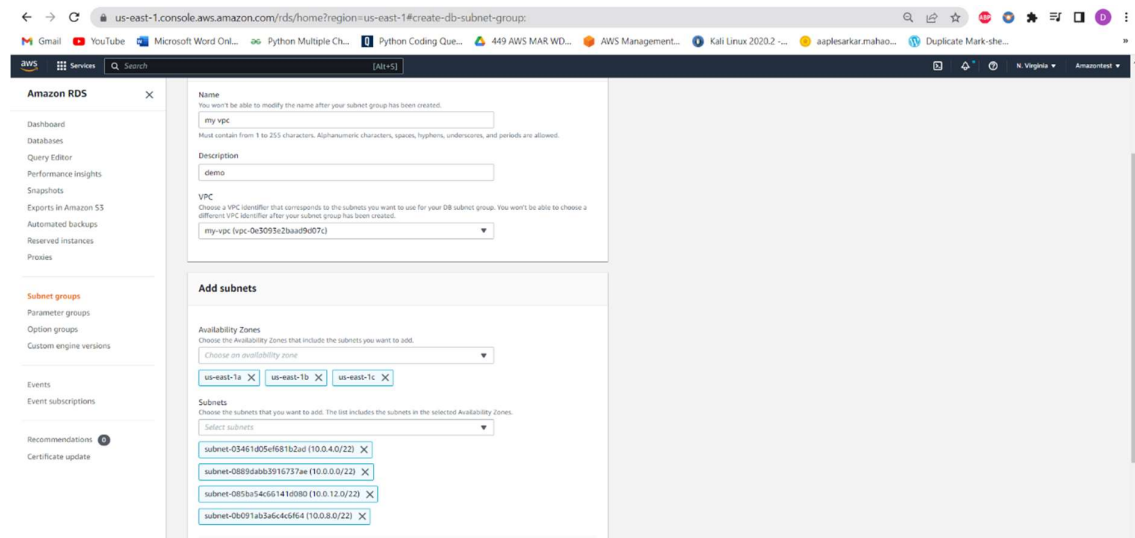 us-east-1.console.aws.amazon.com/rds/home?region=us-east-1#create-db-subnet-group:
Gmail YouTube Microsoft Word Onl... Python Multiple Ch... Python Coding Que... 449 AWS MAR WD... AWS Management... Kali Linux 2020.2 -... aaplesarkar.mahao... Duplicate Mark-she... »
aws Services Search [Alt+S] N. Virginia Amazontest
Amazon RDS
Dashboard
Databases
Query Editor
Performance insights
Snapshots
Exports in Amazon S3
Automated backups
Reserved instances
Proxies
Subnet groups
Parameter groups
Option groups
Custom engine versions
Events
Event subscriptions
Recommendations 0
Certificate update
Name
You won't be able to modify the name after your subnet group has been created.
my vpc
Must contain from 1 to 255 characters. Alphanumeric characters, spaces, hyphens, underscores, and periods are allowed.
Description
demo
VPC
Choose a VPC identifier that corresponds to the subnets you want to use for your DB subnet group. You won't be able to choose a
different VPC identifier after your subnet group has been created.
my-vpc (vpc-0e3093e2baad9d07c)
Add subnets
Availability Zones
Choose the Availability Zones that include the subnets you want to add.
Choose an availability zone
us-east-1a us-east-1b us-east-1c
Subnets
Choose the subnets that you want to add. The list includes the subnets in the selected Availability Zones.
Select subnets
subnet-03461d05ef681b2ad (10.0.4.0/22)
subnet-0889dabb3916737ae (10.0.0.0/22)
subnet-085ba54c66141d080 (10.0.12.0/22)
subnet-0b091ab3a6c4c6f64 (10.0.8.0/22)